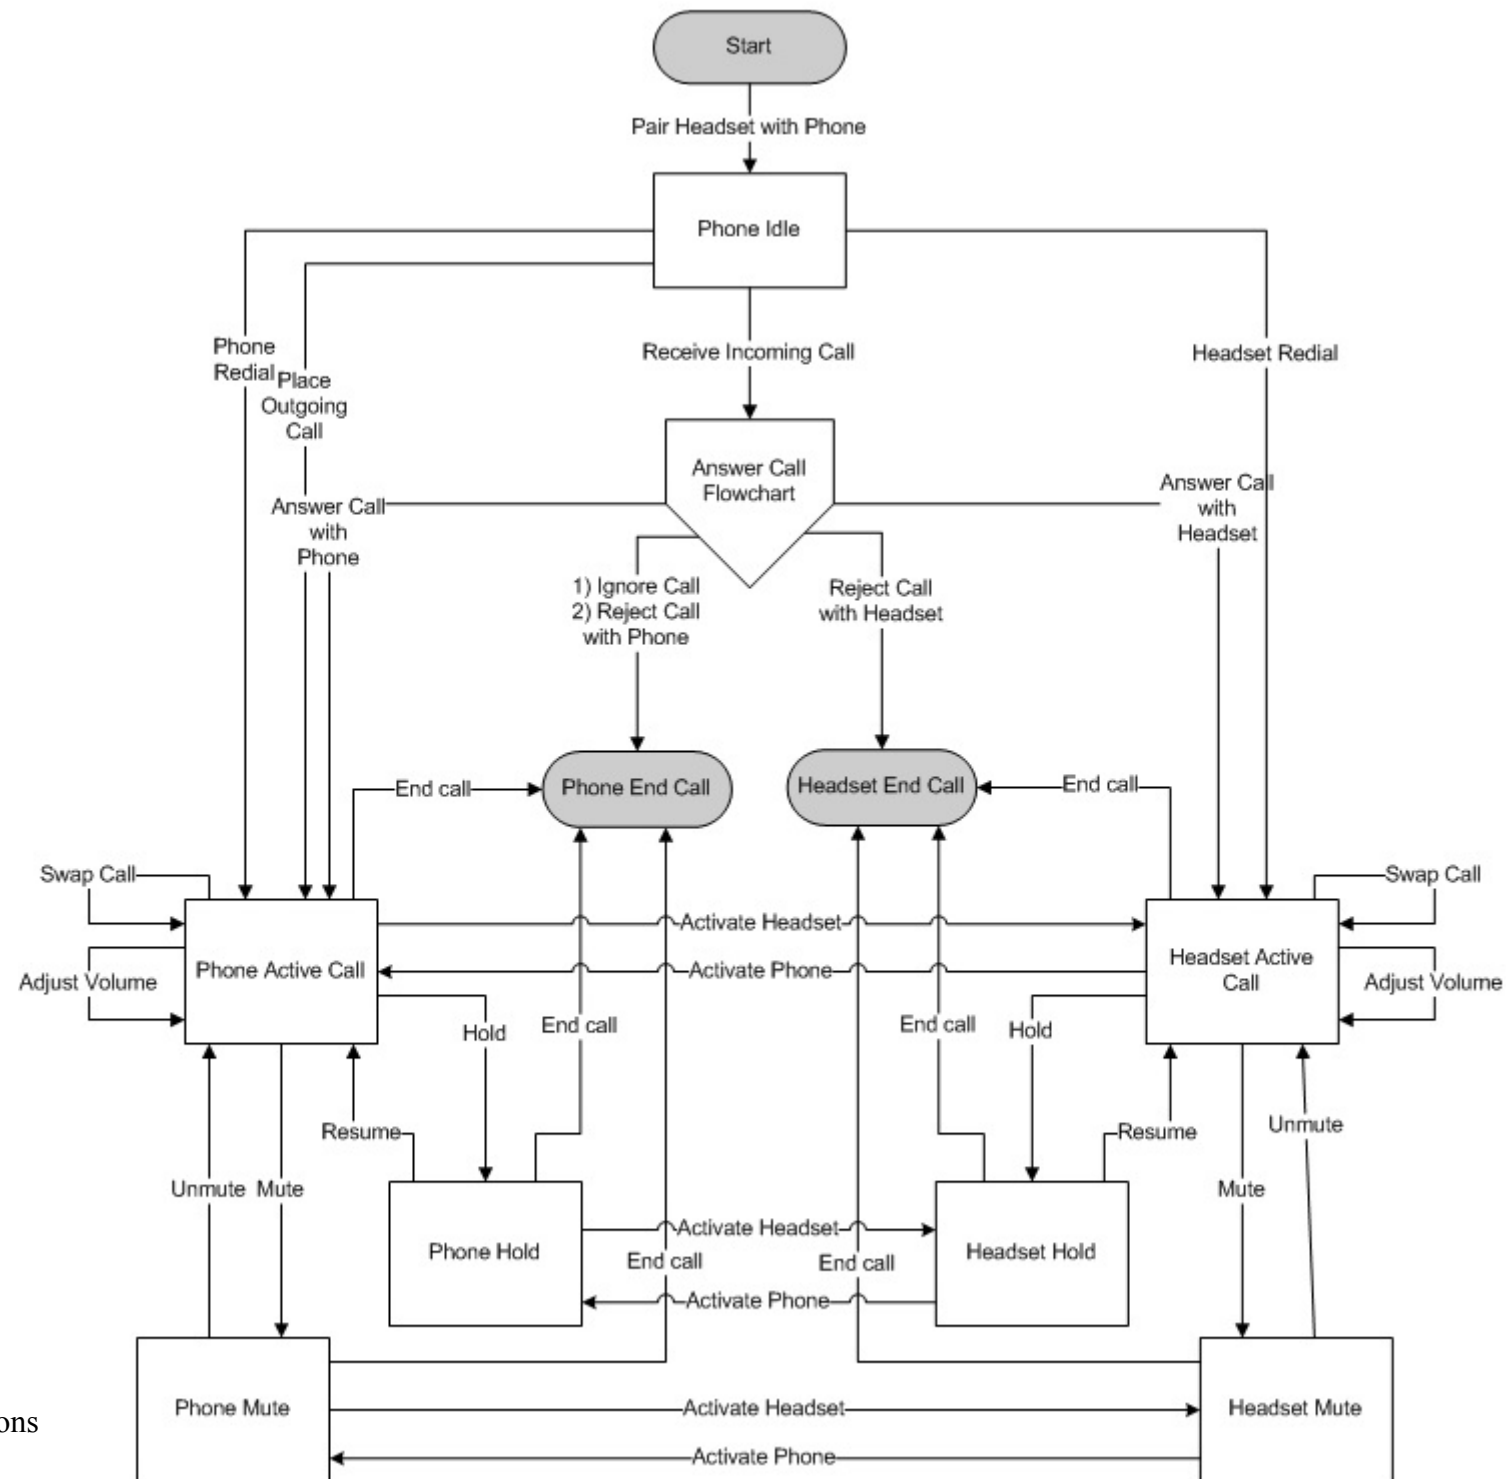 Start
Pair Headset with Phone
Phone Idle
Phone
Redial
Place
Outgoing
Call
Receive Incoming Call
Headset Redial
Answer Call
Flowchart
Answer Call
with
Phone
Answer Call
with
Headset
1) Ignore Call
2) Reject Call
with Phone
Reject Call
with Headset
End call
Phone End Call
Headset End Call
End call
Swap Call
Swap Call
Activate Headset
Phone Active Call
Activate Phone
Headset Active
Call
Adjust Volume
Adjust Volume
Hold
End call
End call
Hold
Resume
Resume
Unmute
Unmute
Mute
Mute
Activate Headset
Phone Hold
Headset Hold
End call
End call
Activate Phone
Phone Mute
Activate Headset
Headset Mute
ons
Activate Phone